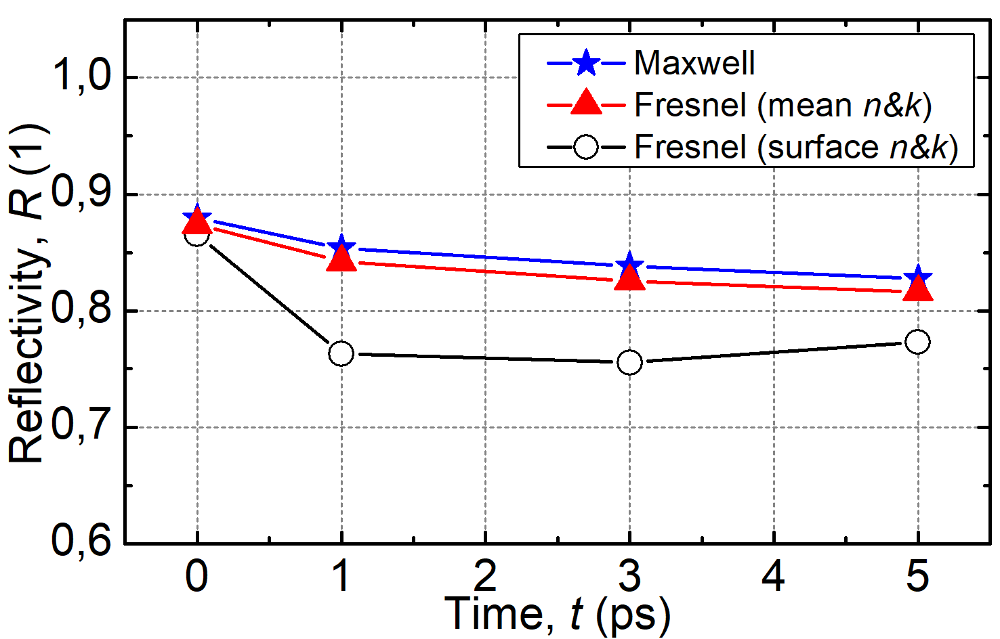 Maxwell
Fresnel (mean n&k)
Fresnel (surface n&k)
Reflectivity, R (1)
1,0
0,9
0,8
0,7
0,6
0 1 2 3 4 5
Time, t (ps)